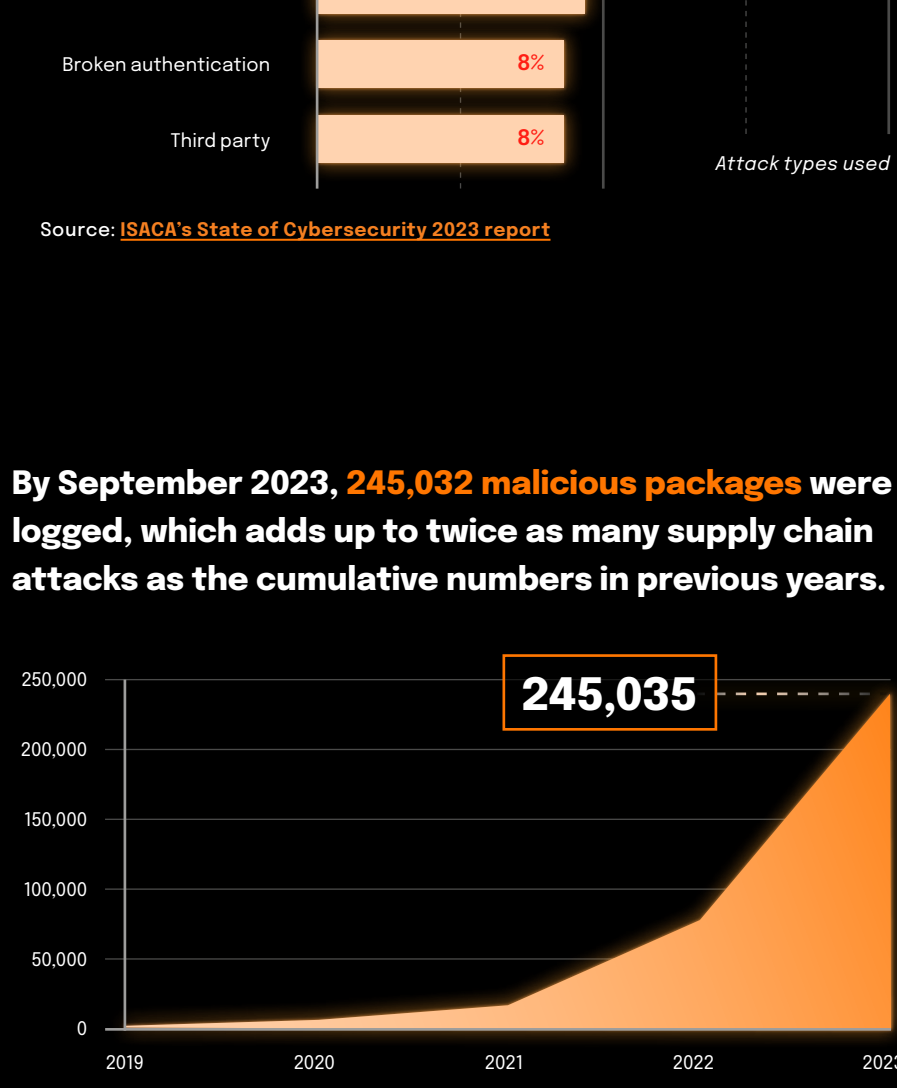 Broken authentication
8%
Third party
8%
Attack types used
Source: ISACA’s State of Cybersecurity 2023 report
By September 2023, 245,032 malicious packages were
logged, which adds up to twice as many supply chain
attacks as the cumulative numbers in previous years.
245,035
250,000
200,000
150,000
100,000
50,000
0
2019
2020
2021
2022
2023